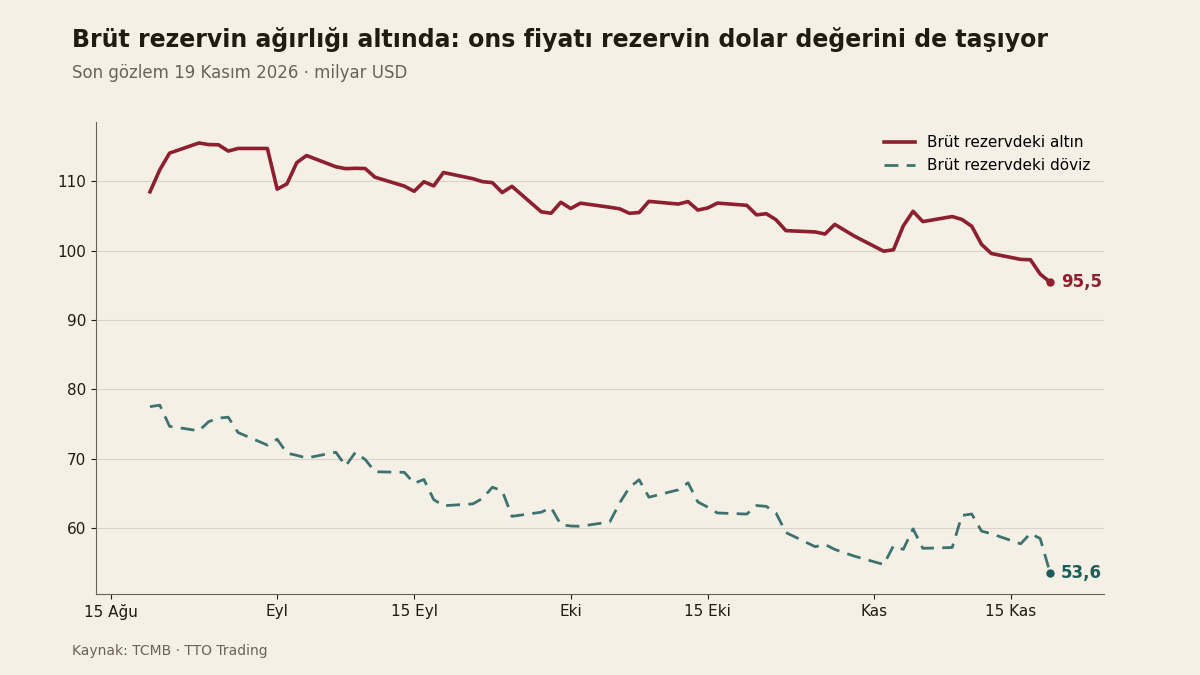 Brüt rezervin ağırlığı altında: ons fiyatı rezervin dolar değerini de taşıyor
Son gözlem 19 Kasım 2026 · milyar USD
Brüt rezervdeki altın
Brüt rezervdeki döviz
110
100
90
80
70
60
95,5
53,6
15 Ağu
Eyl
15 Eyl
Eki
15 Eki
Kas
15 Kas
Kaynak: TCMB · TTO Trading